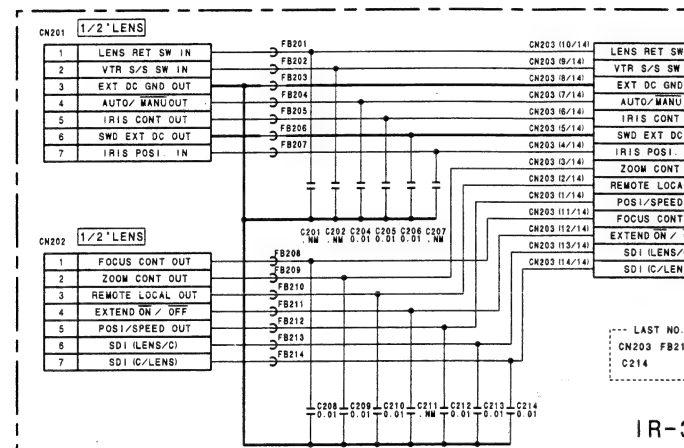 CN201 1/2"LENS
1 LENS RET SW IN
2 VTR S/S SW IN
3 EXT DC GND OUT
4 AUTO/MANU OUT
5 IRIS CONT OUT
6 SWD EXT DC OUT
7 IRIS POSI. IN
FB201
FB202
FB203
FB204
FB205
FB206
FB207
CN203 (10/14) LENS RET SW
CN203 (9/14) VTR S/S SW
CN203 (8/14) EXT DC GND
CN203 (7/14) AUTO/MANU
CN203 (6/14) IRIS CONT
CN203 (5/14) SWD EXT DC
CN203 (4/14) IRIS POSI.
CN203 (3/14) ZOOM CONT
CN203 (2/14) REMOTE LOCA
CN203 (1/14) POSI/SPEED
CN203 (11/14) FOCUS CONT
CN203 (12/14) EXTEND ON /
CN203 (13/14) SDI (LENS/
CN203 (14/14) SDI (C/LEN
C201 C202 C204 C205 C206 C207
.NM .NM 0.01 0.01 0.01 .NM
CN202 1/2"LENS
1 FOCUS CONT OUT
2 ZOOM CONT OUT
3 REMOTE LOCAL OUT
4 EXTEND ON / OFF
5 POSI/SPEED OUT
6 SDI (LENS/C)
7 SDI (C/LENS)
FB208
FB209
FB210
FB211
FB212
FB213
FB214
C208 C209 C210 C211 C212 C213 C214
0.01 0.01 0.01 .NM 0.01 0.01 0.01
LAST NO.
CN203 FB21
C214
IR-3